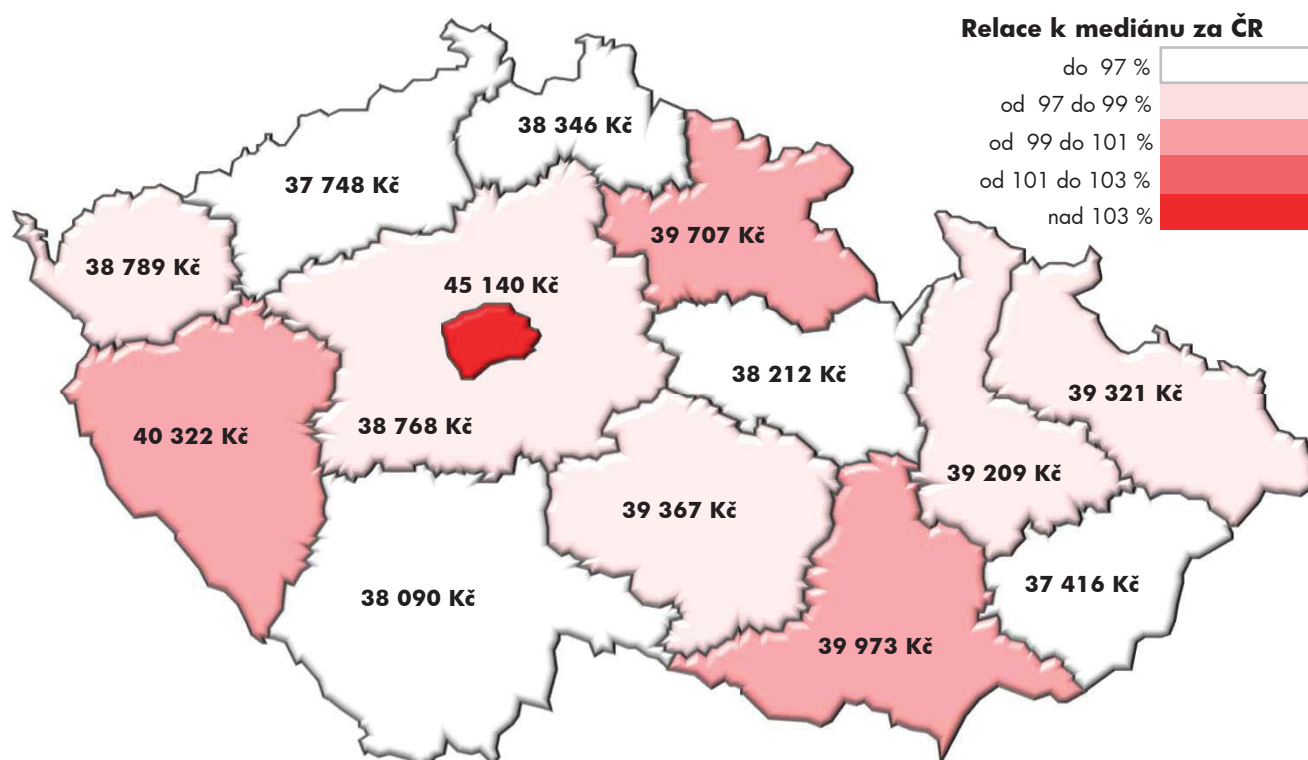 Relace k mediánu za ČR
do 97 %
od 97 do 99 %
od 99 do 101 %
od 101 do 103 %
nad 103 %
38 346 Kč
37 748 Kč
39 707 Kč
38 789 Kč
45 140 Kč
38 212 Kč
39 321 Kč
40 322 Kč
38 768 Kč
39 209 Kč
39 367 Kč
37 416 Kč
38 090 Kč
39 973 Kč